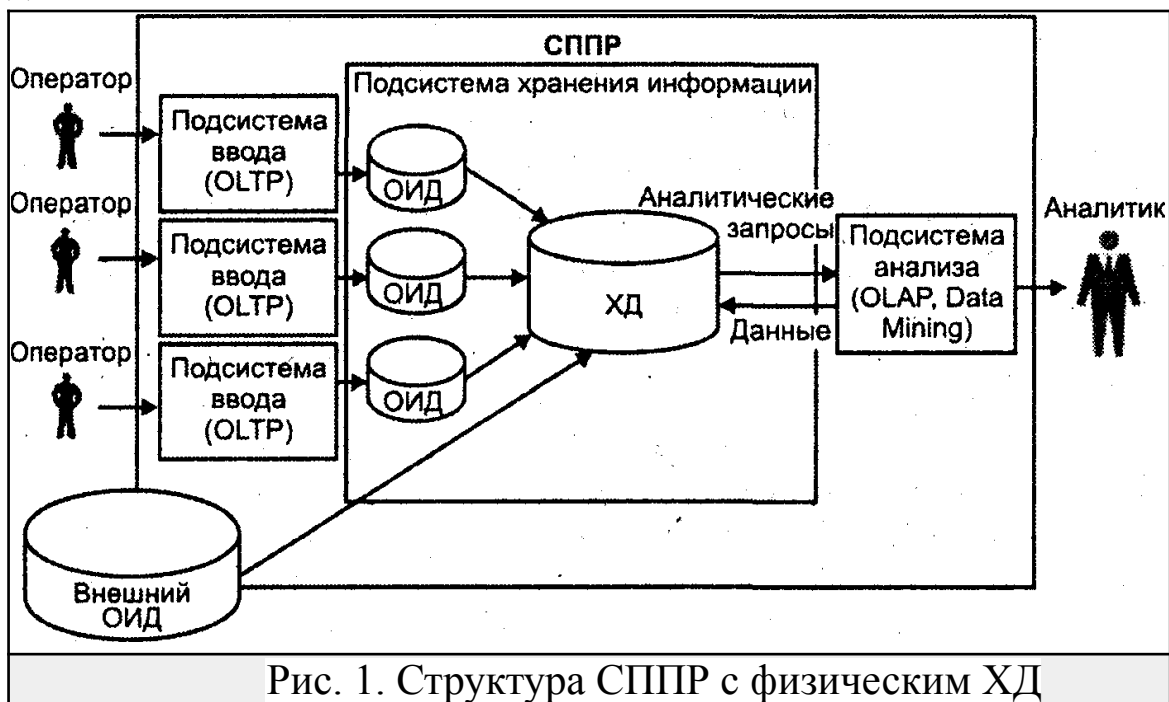 СППР
Оператор
Подсистема хранения информации
Подсистема
ввода
(OLTP)
ОИД
Оператор
Аналитические
запросы
Аналитик
Подсистема
ввода
(OLTP)
ОИД
ХД
Подсистема
анализа
(OLAP, Data
Mining)
Данные
Оператор
Подсистема
ввода
(OLTP)
ОИД
Внешний
ОИД
Рис. 1. Структура СППР с физическим ХД